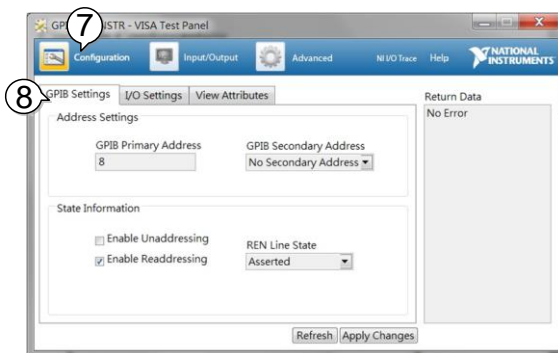 GP INSTR - VISA Test Panel
7
Configuration Input/Output Advanced NI I/O Trace Help NATIONAL INSTRUMENTS
8
GPIB Settings I/O Settings View Attributes
Return Data
No Error
Address Settings
GPIB Primary Address GPIB Secondary Address
8 No Secondary Address
State Information
Enable Unaddressing
REN Line State
Enable Readdressing
Asserted
Refresh Apply Changes